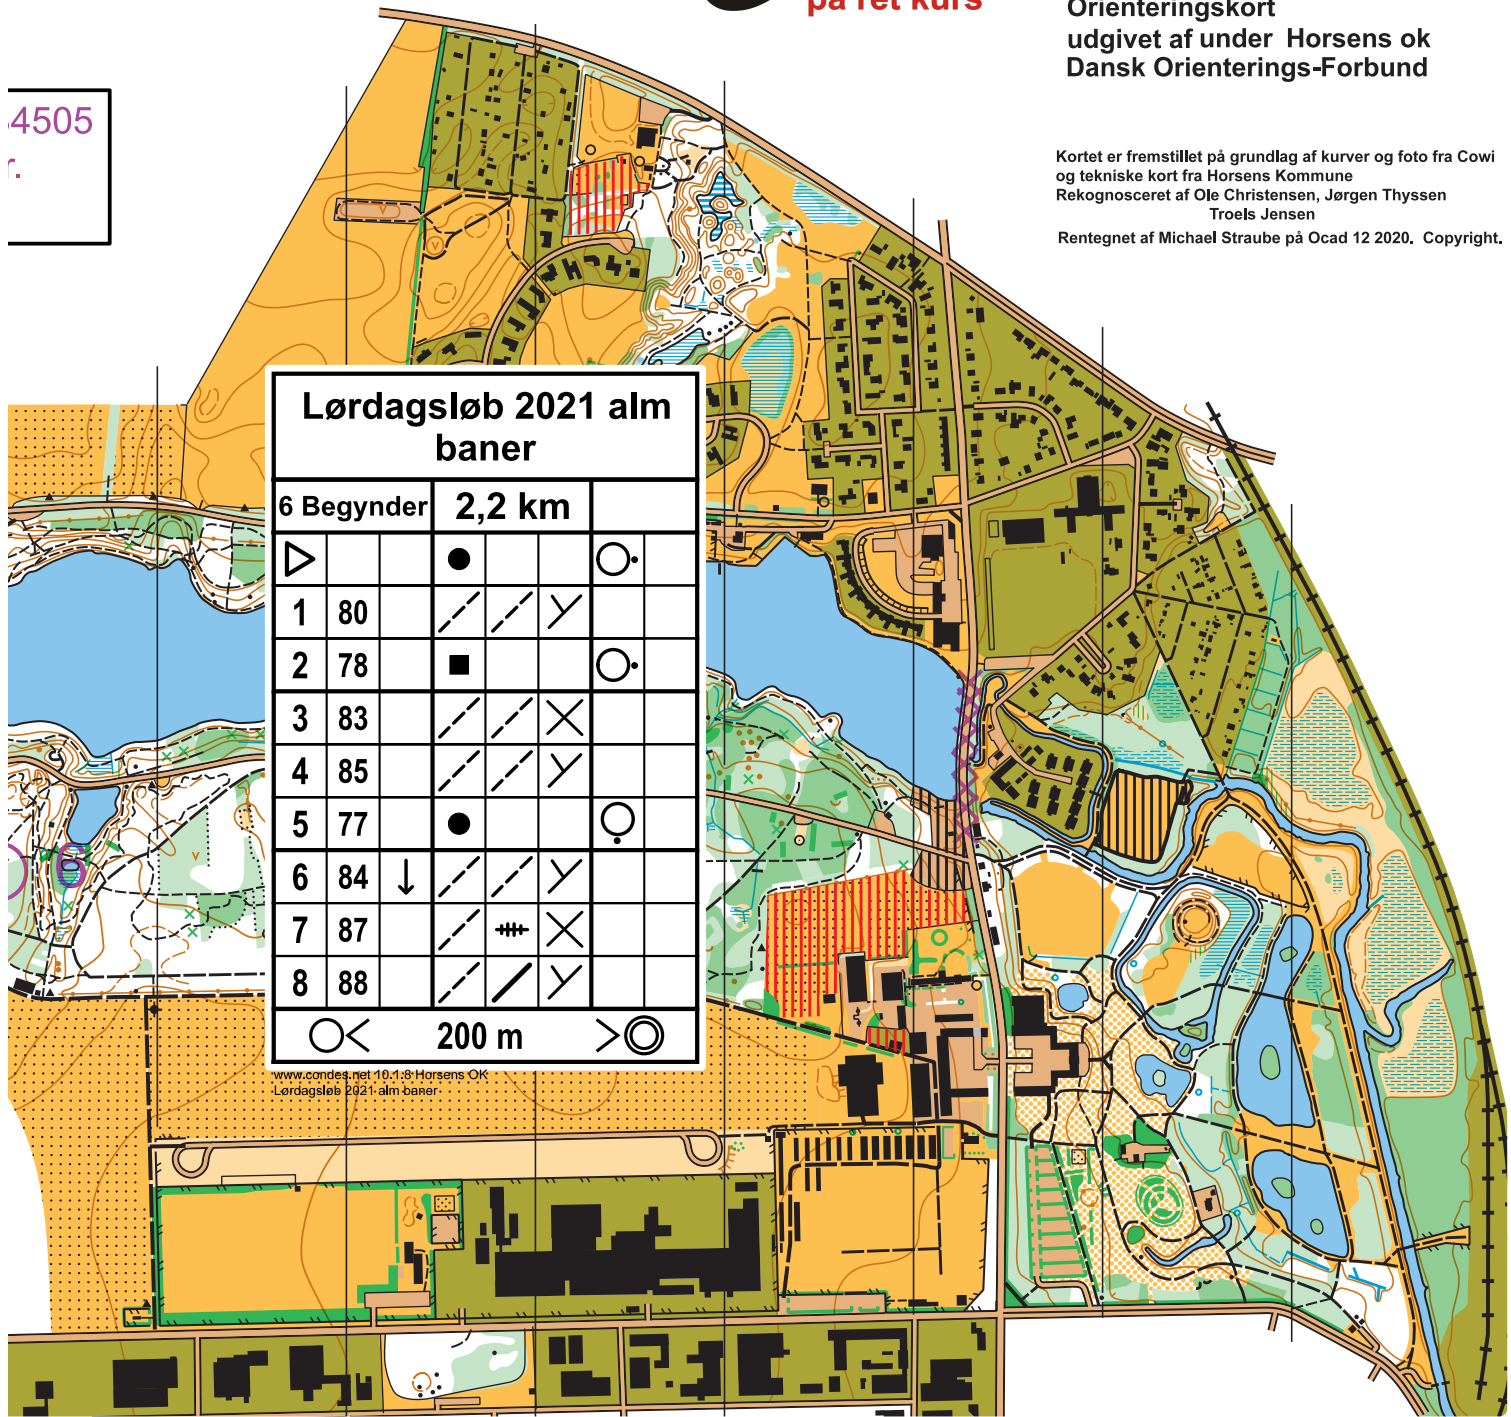 på ret kurs
Orienteringskort
udgivet af under Horsens ok
Dansk Orienterings-Forbund
4505
r.
Kortet er fremstillet på grundlag af kurver og foto fra Cowi
og tekniske kort fra Horsens Kommune
Rekognosceret af Ole Christensen, Jørgen Thyssen
Troels Jensen
Rentegnet af Michael Straube på Ocad 12 2020. Copyright.
Lørdagsløb 2021 alm
baner
6 Begynder 2,2 km
1 80
2 78
3 83
4 85
5 77
6 84
7 87
8 88
200 m
www.condes.net 10.1.8 Horsens OK
Lørdagsløb 2021 alm baner
6